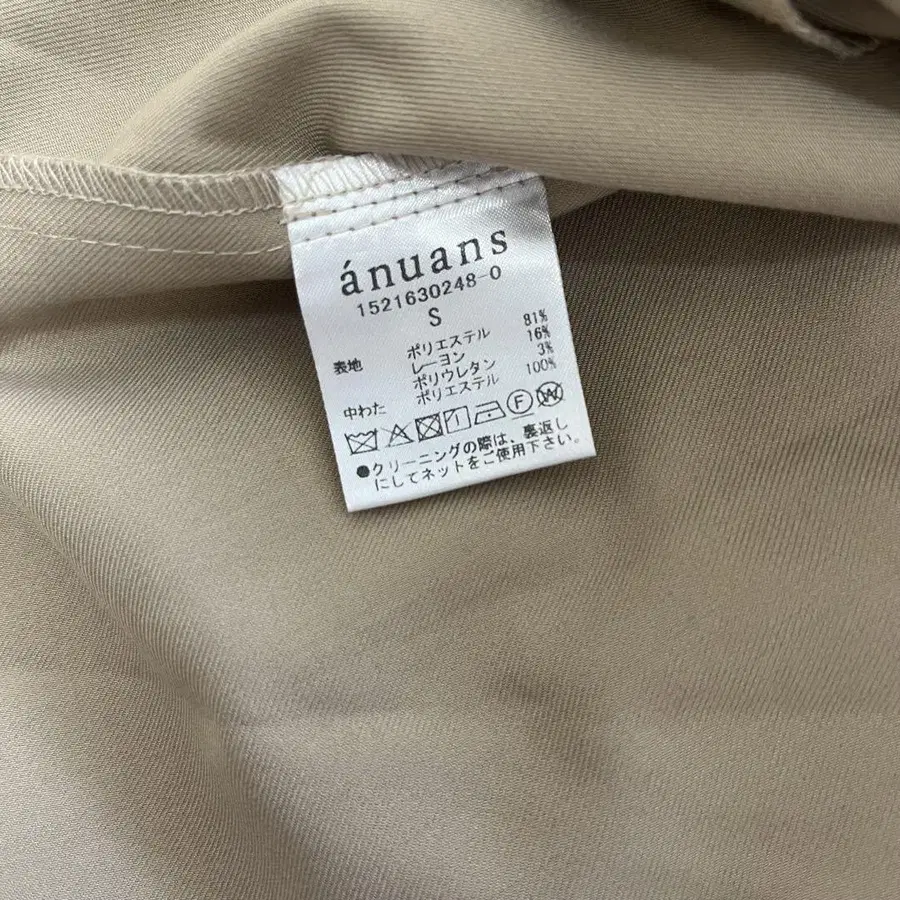 ánuans
1521630248-0
S
表地 ポリエステル 81%
レーヨン 16%
ポリウレタン 3%
中わた ポリエステル 100%
F W
●クリーニングの際は、裏返し
にしてネットをご使用下さい。